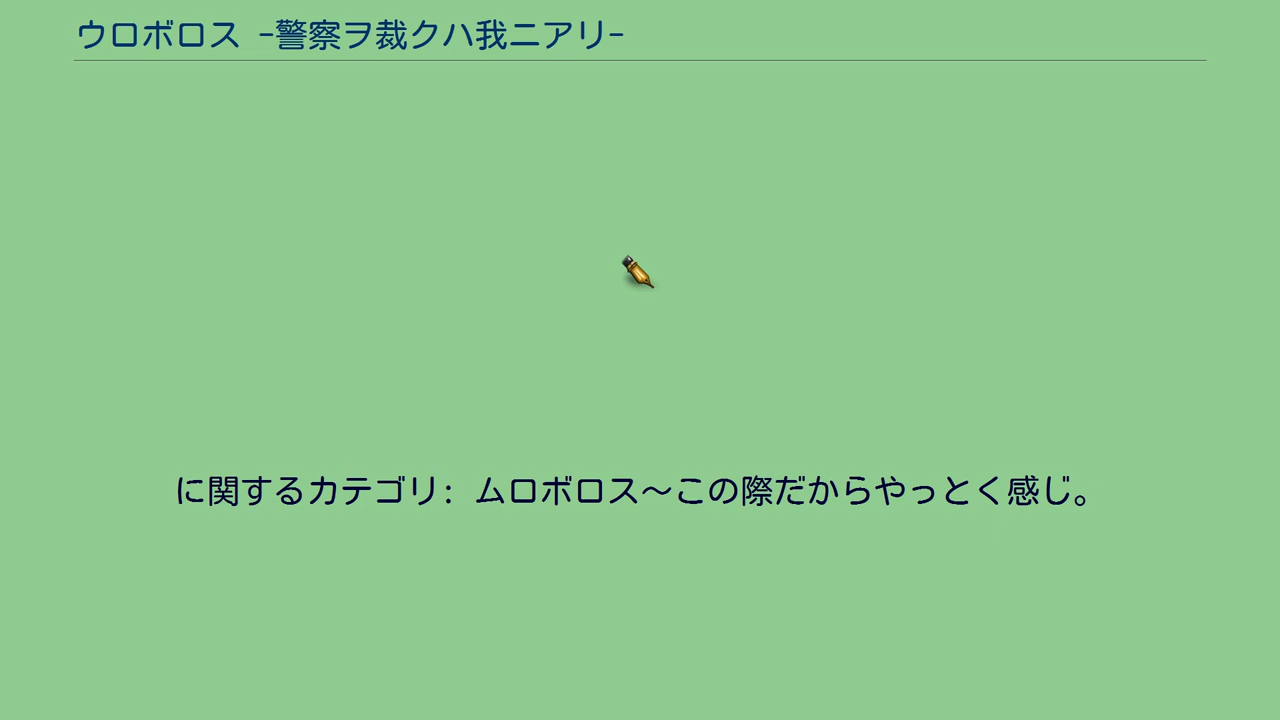 ウロボロス -警察ヲ裁クハ我ニアリ-
に関するカテゴリ: ムロボロス〜この際だからやっとく感じ。